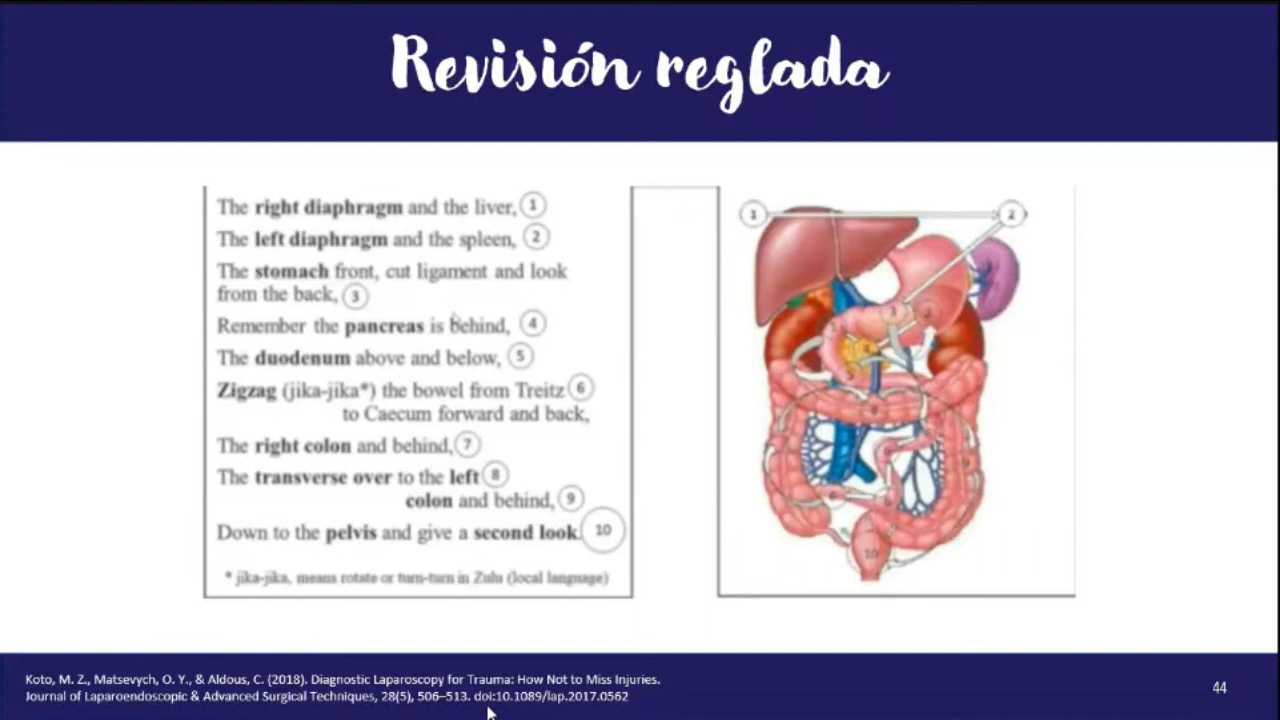 Revisión reglada
The right diaphragm and the liver, 1
The left diaphragm and the spleen, 2
The stomach front, cut ligament and look
from the back, 3
Remember the pancreas is behind, 4
The duodenum above and below, 5
Zigzag (jika-jika*) the bowel from Treitz 6
to Caecum forward and back,
The right colon and behind, 7
The transverse over to the left 8
colon and behind, 9
Down to the pelvis and give a second look. 10
* jika-jika, means rotate or turn-turn in Zulu (local language)
1
2
3
8
10
Koto, M. Z., Matsevych, O. Y., & Aldous, C. (2018). Diagnostic Laparoscopy for Trauma: How Not to Miss Injuries.
Journal of Laparoendoscopic & Advanced Surgical Techniques, 28(5), 506–513. doi:10.1089/lap.2017.0562
44